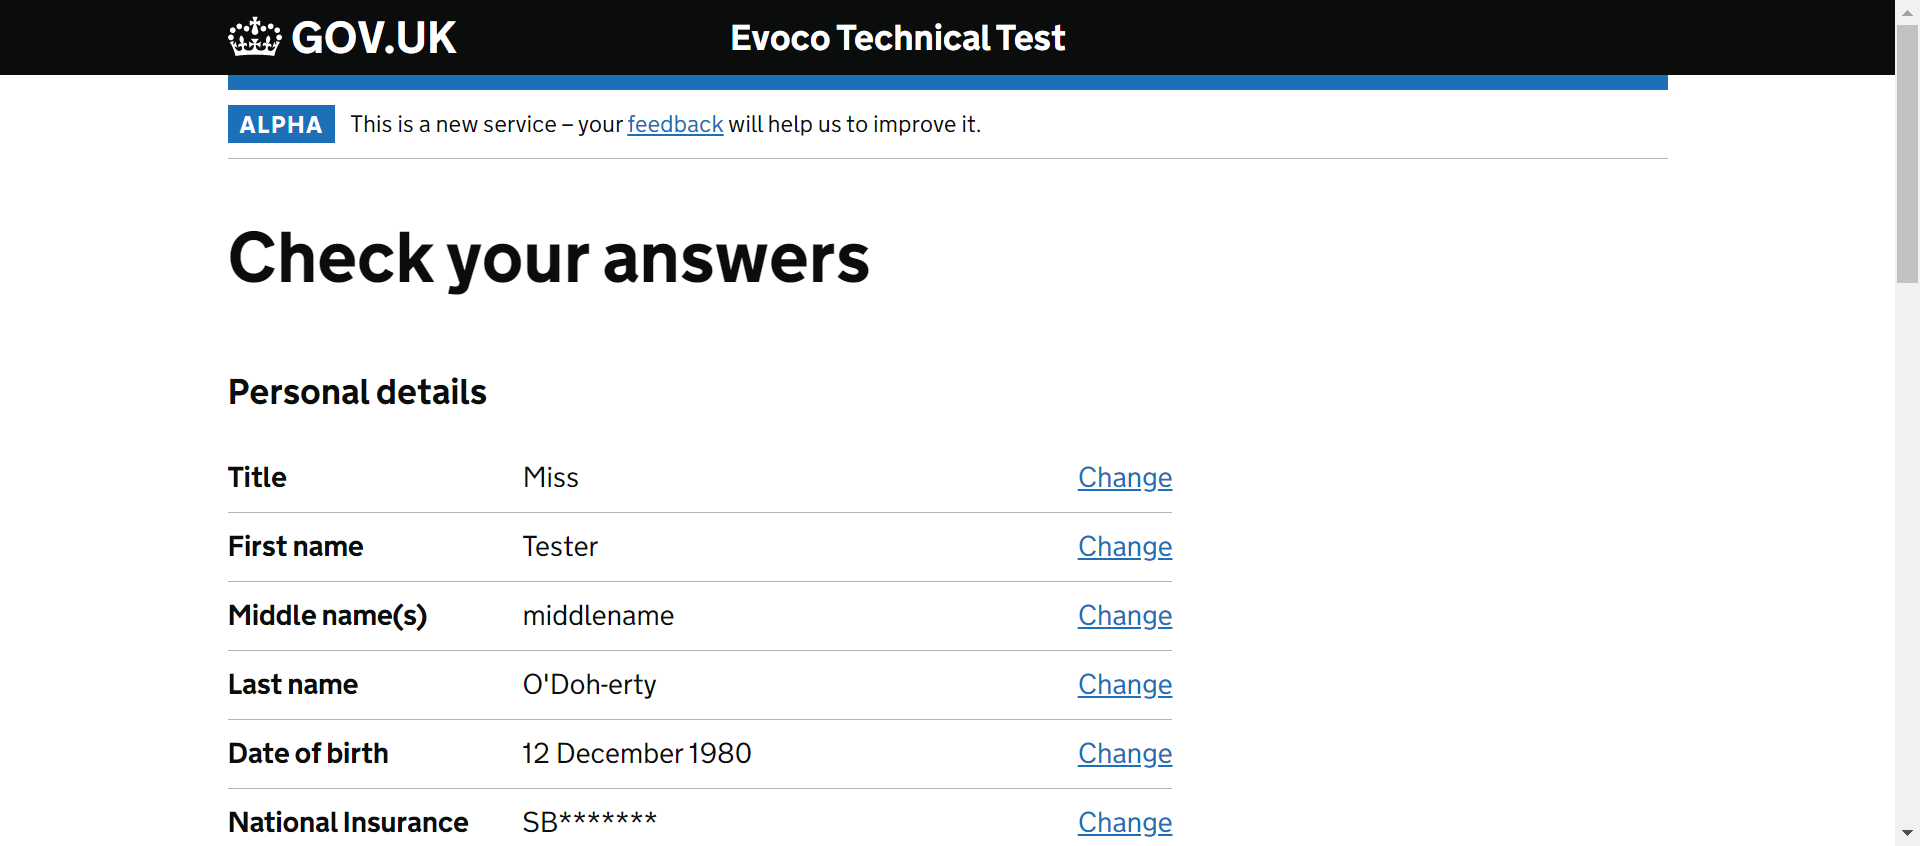 GOV.UK Evoco Technical Test
ALPHA This is a new service – your feedback will help us to improve it.
Check your answers
Personal details
Title Miss Change
First name Tester Change
Middle name(s) middlename Change
Last name O'Doh-erty Change
Date of birth 12 December 1980 Change
National Insurance SB******* Change